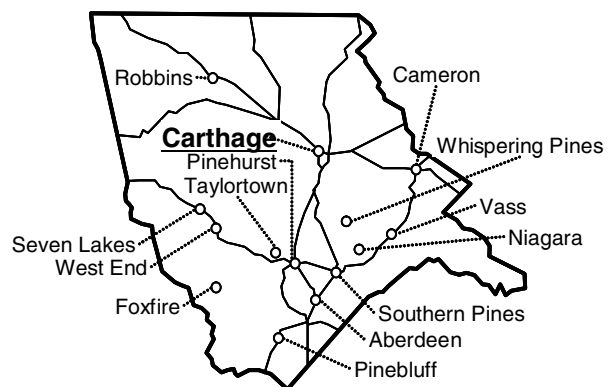 Robbins
Cameron
Carthage
Whispering Pines
Pinehurst
Taylortown
Vass
Seven Lakes
Niagara
West End
Foxfire
Southern Pines
Aberdeen
Pinebluff